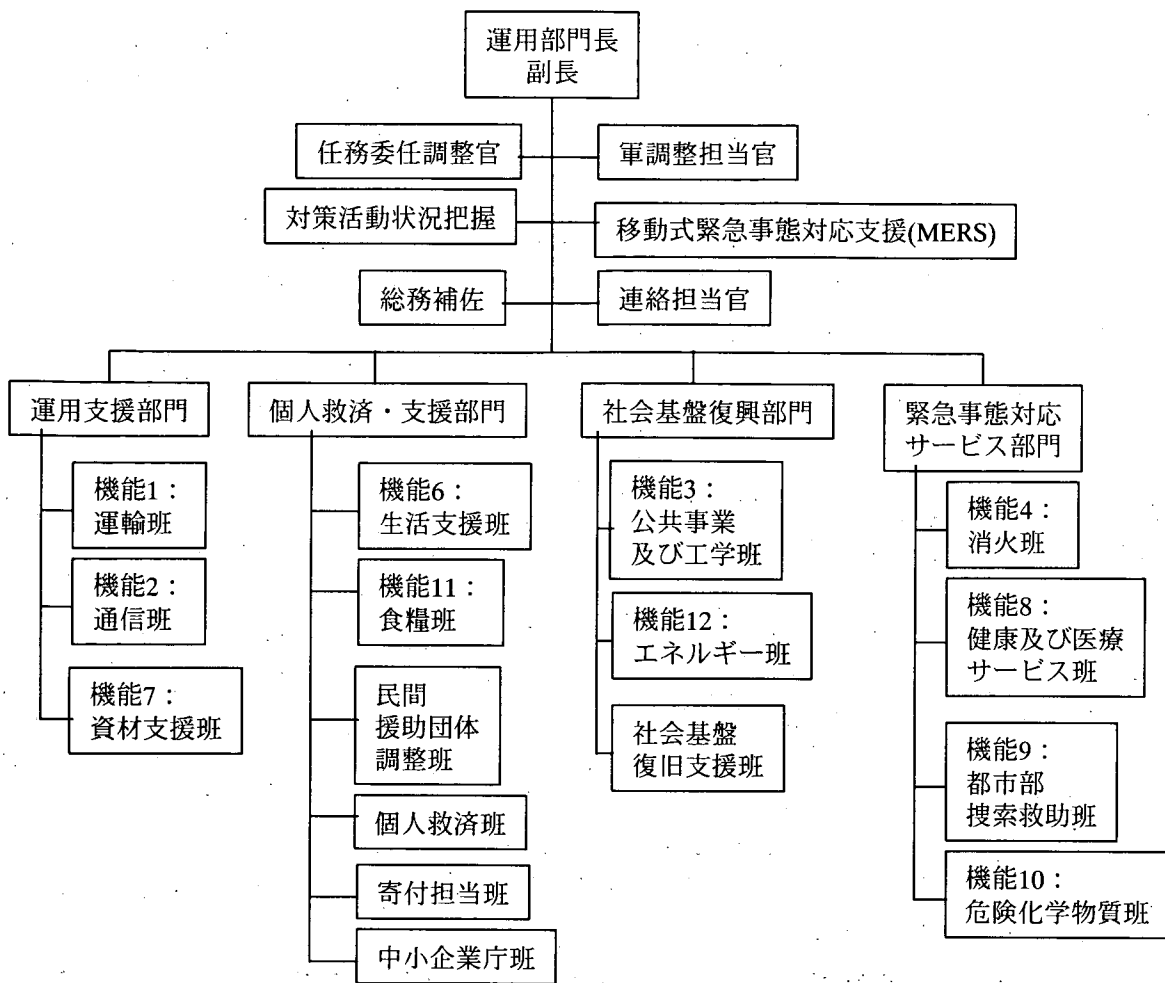 運用部門長
副長
任務委任調整官
軍調整担当官
対策活動状況把握
移動式緊急事態対応支援(MERS)
総務補佐
連絡担当官
運用支援部門
機能1：
運輸班
機能2：
通信班
機能7：
資材支援班
個人救済・支援部門
機能6：
生活支援班
機能11：
食糧班
民間
援助団体
調整班
個人救済班
寄付担当班
中小企業庁班
社会基盤復興部門
機能3：
公共事業
及び工学班
機能12：
エネルギー班
社会基盤
復旧支援班
緊急事態対応
サービス部門
機能4：
消火班
機能8：
健康及び医療
サービス班
機能9：
都市部
捜索救助班
機能10：
危険化学物質班